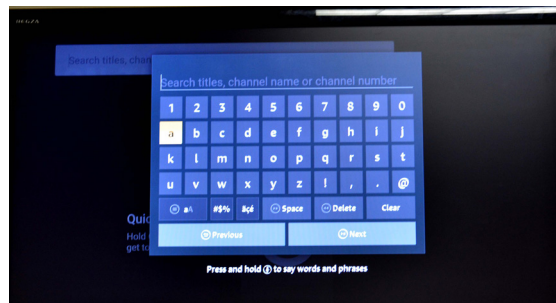 REGZA
Search titles, chan
Search titles, channel name or channel number
1 2 3 4 5 6 7 8 9 0
a b c d e f g h i j
k l m n o p q r s t
u v w x y z ! , . @
aA #$% äçé Space Delete Clear
Previous Next
Quic
Hold
get to
Press and hold to say words and phrases